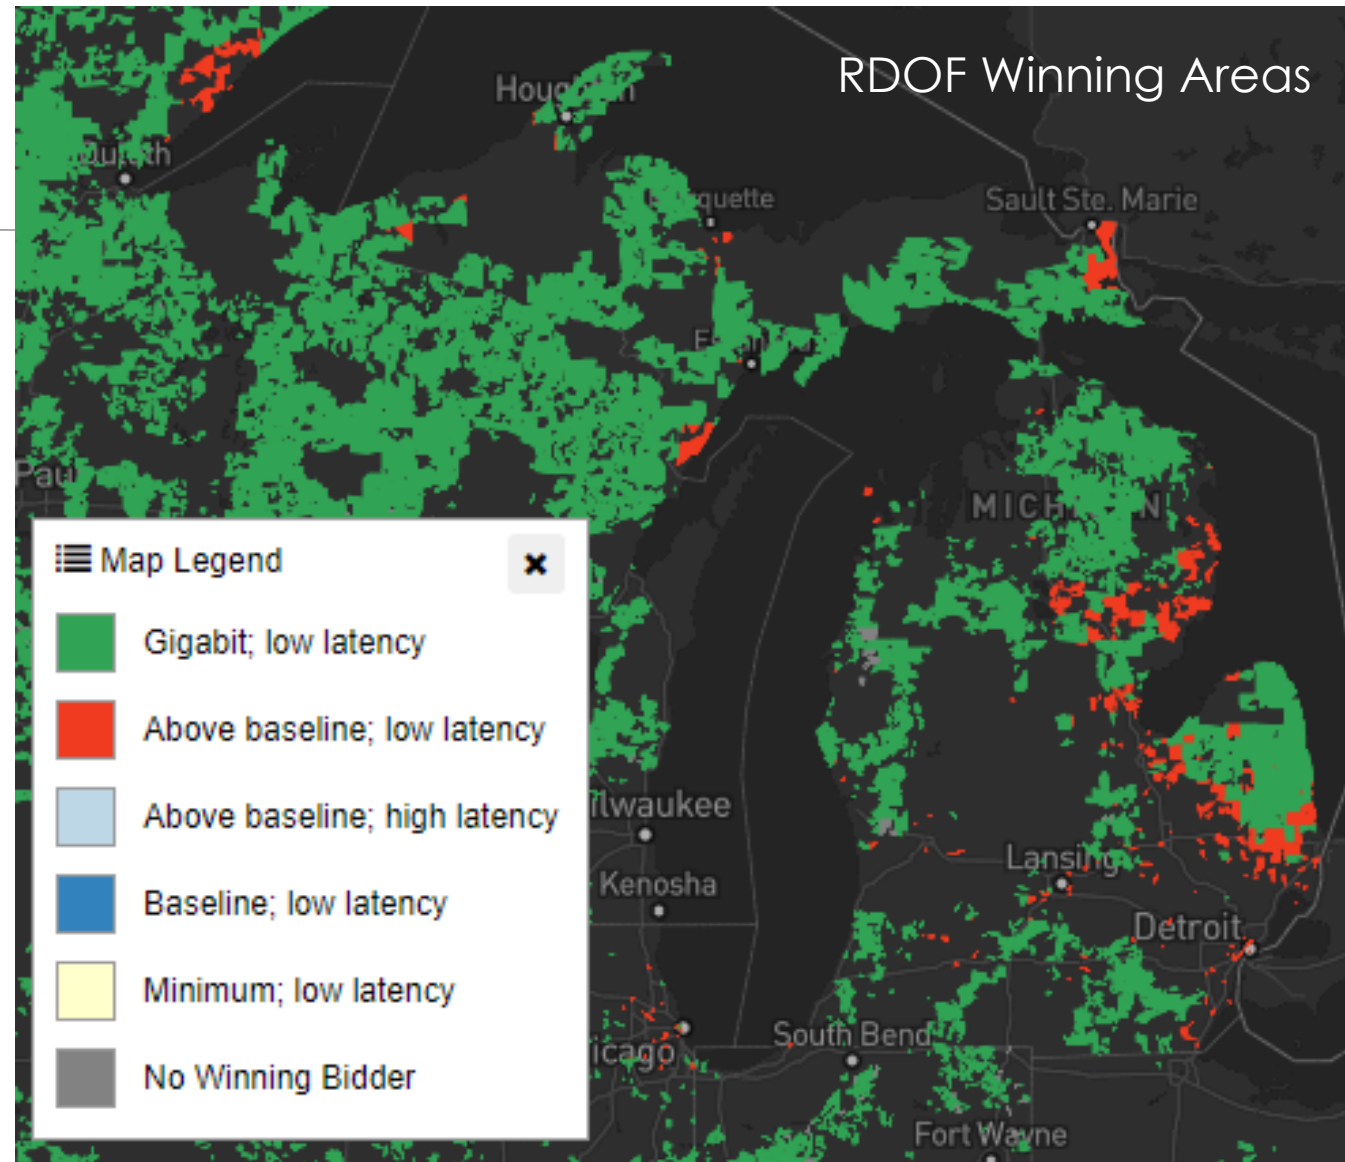 RDOF Winning Areas
Sault Ste. Marie
Map Legend
Gigabit; low latency
Above baseline; low latency
Above baseline; high latency
Baseline; low latency
Minimum; low latency
No Winning Bidder
Kenosha
Lansing
Detroit
South Bend
Fort Wayne